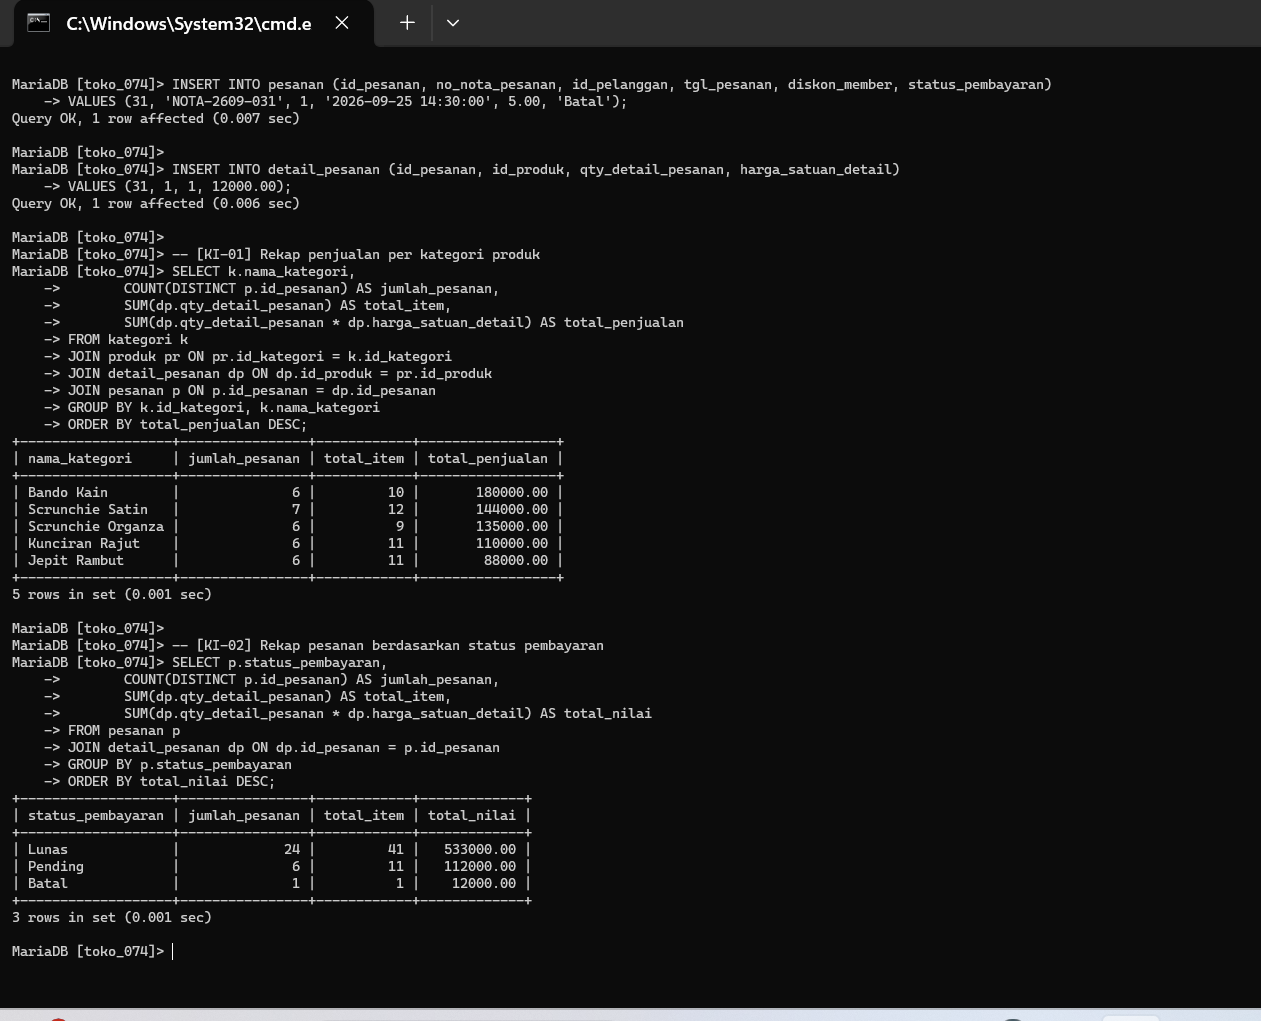 C:\Windows\System32\cmd.e
MariaDB [toko_074]> INSERT INTO pesanan (id_pesanan, no_nota_pesanan, id_pelanggan, tgl_pesanan, diskon_member, status_pembayaran)
    -> VALUES (31, 'NOTA-2609-031', 1, '2026-09-25 14:30:00', 5.00, 'Batal');
Query OK, 1 row affected (0.007 sec)
MariaDB [toko_074]>
MariaDB [toko_074]> INSERT INTO detail_pesanan (id_pesanan, id_produk, qty_detail_pesanan, harga_satuan_detail)
    -> VALUES (31, 1, 1, 12000.00);
Query OK, 1 row affected (0.006 sec)
MariaDB [toko_074]>
MariaDB [toko_074]> -- [KI-01] Rekap penjualan per kategori produk
MariaDB [toko_074]> SELECT k.nama_kategori,
    ->        COUNT(DISTINCT p.id_pesanan) AS jumlah_pesanan,
    ->        SUM(dp.qty_detail_pesanan) AS total_item,
    ->        SUM(dp.qty_detail_pesanan * dp.harga_satuan_detail) AS total_penjualan
    -> FROM kategori k
    -> JOIN produk pr ON pr.id_kategori = k.id_kategori
    -> JOIN detail_pesanan dp ON dp.id_produk = pr.id_produk
    -> JOIN pesanan p ON p.id_pesanan = dp.id_pesanan
    -> GROUP BY k.id_kategori, k.nama_kategori
    -> ORDER BY total_penjualan DESC;
+-------------------+----------------+------------+-----------------+
| nama_kategori     | jumlah_pesanan | total_item | total_penjualan |
+-------------------+----------------+------------+-----------------+
| Bando Kain        |              6 |         10 |       180000.00 |
| Scrunchie Satin   |              7 |         12 |       144000.00 |
| Scrunchie Organza |              6 |          9 |       135000.00 |
| Kunciran Rajut    |              6 |         11 |       110000.00 |
| Jepit Rambut      |              6 |         11 |        88000.00 |
+-------------------+----------------+------------+-----------------+
5 rows in set (0.001 sec)
MariaDB [toko_074]>
MariaDB [toko_074]> -- [KI-02] Rekap pesanan berdasarkan status pembayaran
MariaDB [toko_074]> SELECT p.status_pembayaran,
    ->        COUNT(DISTINCT p.id_pesanan) AS jumlah_pesanan,
    ->        SUM(dp.qty_detail_pesanan) AS total_item,
    ->        SUM(dp.qty_detail_pesanan * dp.harga_satuan_detail) AS total_nilai
    -> FROM pesanan p
    -> JOIN detail_pesanan dp ON dp.id_pesanan = p.id_pesanan
    -> GROUP BY p.status_pembayaran
    -> ORDER BY total_nilai DESC;
+-------------------+----------------+------------+-------------+
| status_pembayaran | jumlah_pesanan | total_item | total_nilai |
+-------------------+----------------+------------+-------------+
| Lunas             |             24 |         41 |   533000.00 |
| Pending           |              6 |         11 |   112000.00 |
| Batal             |              1 |          1 |    12000.00 |
+-------------------+----------------+------------+-------------+
3 rows in set (0.001 sec)
MariaDB [toko_074]>